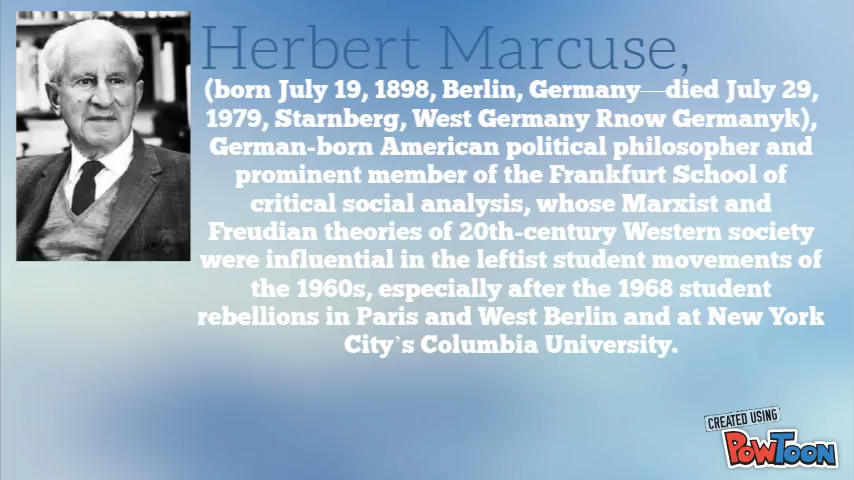 Herbert Marcuse,
(born July 19, 1898, Berlin, Germany—died July 29,
1979, Starnberg, West Germany Rnow Germanyk),
German-born American political philosopher and
prominent member of the Frankfurt School of
critical social analysis, whose Marxist and
Freudian theories of 20th-century Western society
were influential in the leftist student movements of
the 1960s, especially after the 1968 student
rebellions in Paris and West Berlin and at New York
City's Columbia University.
CREATED USING
POWTOON